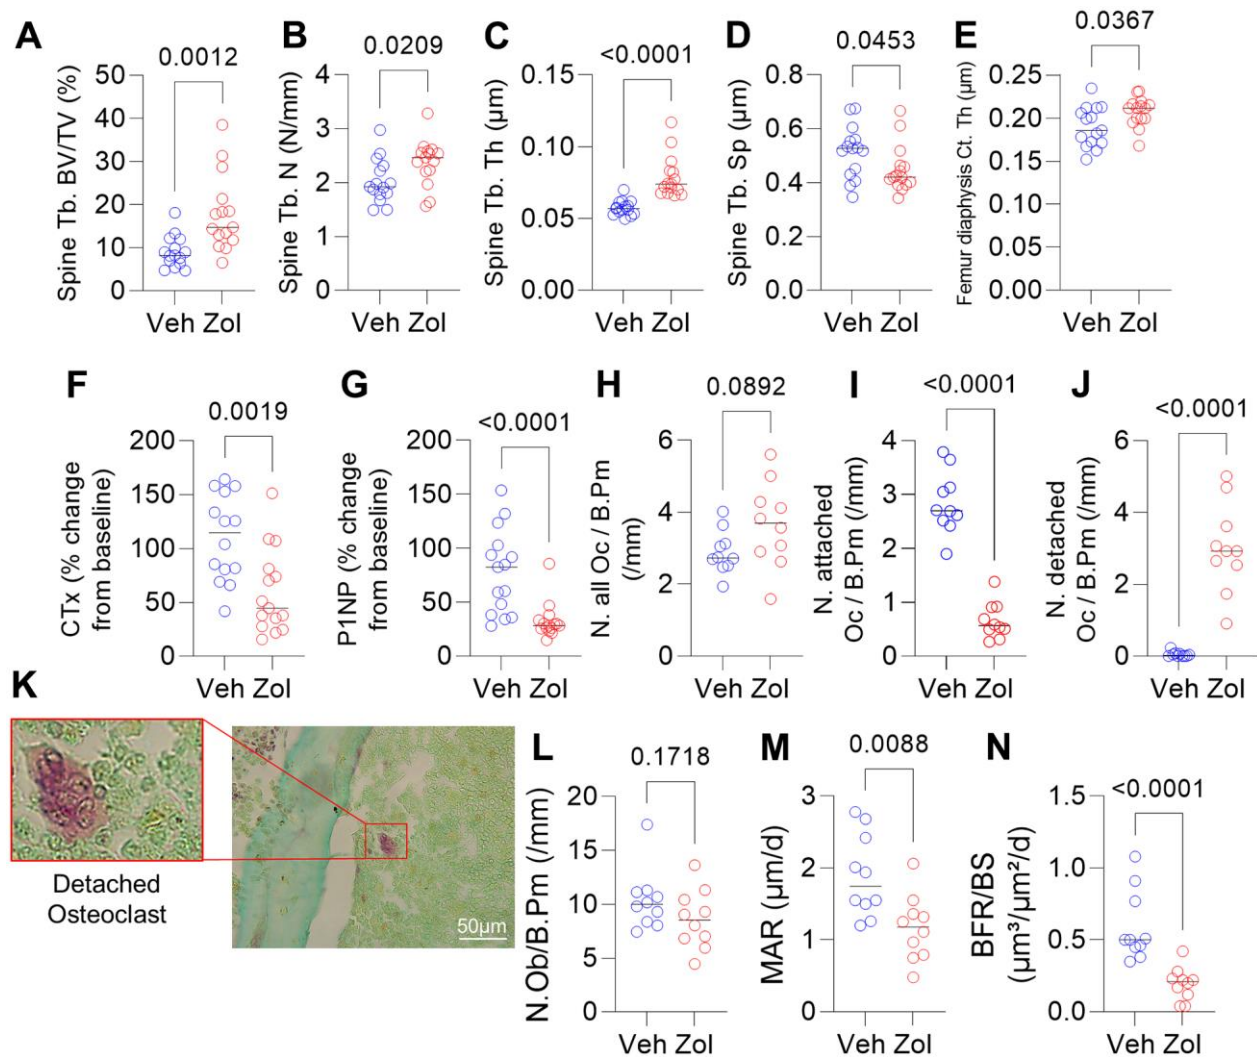 A
0.0012
Spine Tb. BV/TV (%)
50
40
30
20
10
0
Veh Zol
B
0.0209
Spine Tb. N (N/mm)
4
3
2
1
0
Veh Zol
C
<0.0001
Spine Tb. Th (μm)
0.15
0.10
0.05
0.00
Veh Zol
D
0.0453
Spine Tb. Sp (μm)
0.8
0.6
0.4
0.2
0.0
Veh Zol
E
0.0367
Femur diaphysis Ct. Th (μm)
0.25
0.20
0.15
0.10
0.05
0.00
Veh Zol
F
0.0019
CTx (% change
from baseline)
200
150
100
50
0
Veh Zol
G
<0.0001
P1NP (% change
from baseline)
200
150
100
50
0
Veh Zol
H
0.0892
N. all Oc / B.Pm
(/mm)
6
4
2
0
Veh Zol
I
<0.0001
N. attached
Oc / B.Pm (/mm)
4
3
2
1
0
Veh Zol
J
<0.0001
N. detached
Oc / B.Pm (/mm)
6
4
2
0
Veh Zol
K
Detached
Osteoclast
50μm
L
0.1718
N.Ob/B.Pm (/mm)
20
15
10
5
0
Veh Zol
M
0.0088
MAR (μm/d)
3
2
1
0
Veh Zol
N
<0.0001
BFR/BS
(μm³/μm²/d)
1.5
1.0
0.5
0.0
Veh Zol